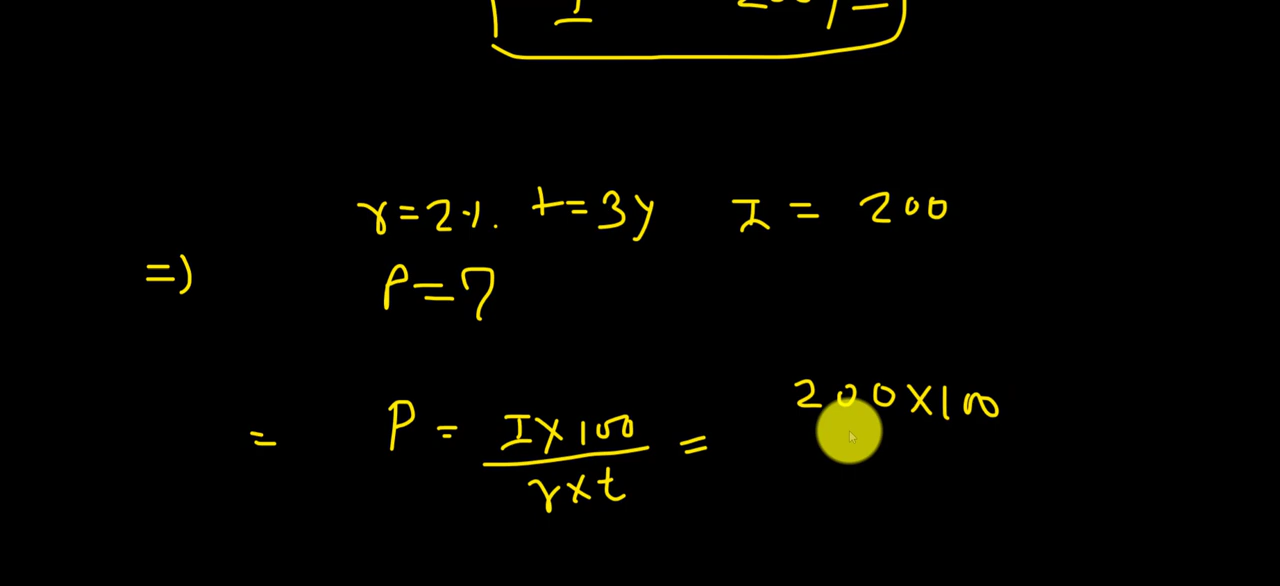 r=2%. t=3y I = 200
=) P=?
= P = I×100 / r×t = 200×100